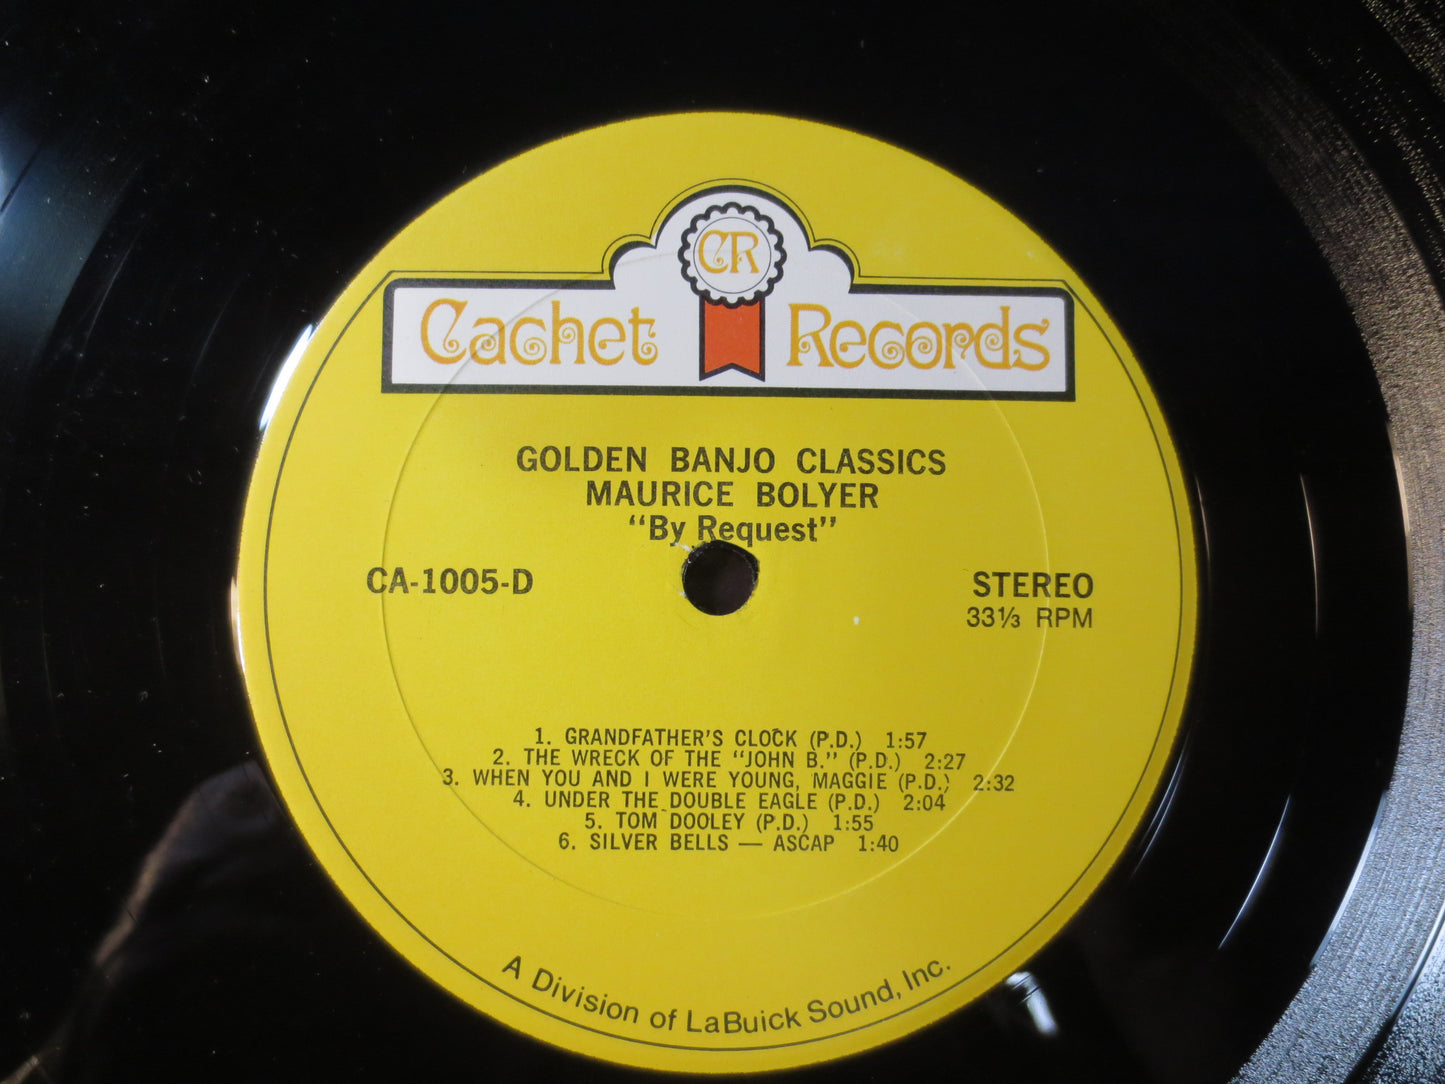 CR
Cachet Records
GOLDEN BANJO CLASSICS
MAURICE BOLYER
"By Request"
CA-1005-D
STEREO
33⅓ RPM
1. GRANDFATHER'S CLOCK (P.D.) 1:57
2. THE WRECK OF THE "JOHN B." (P.D.) 2:27
3. WHEN YOU AND I WERE YOUNG, MAGGIE (P.D.) 2:32
4. UNDER THE DOUBLE EAGLE (P.D.) 2:04
5. TOM DOOLEY (P.D.) 1:55
6. SILVER BELLS — ASCAP 1:40
A Division of LaBuick Sound, Inc.